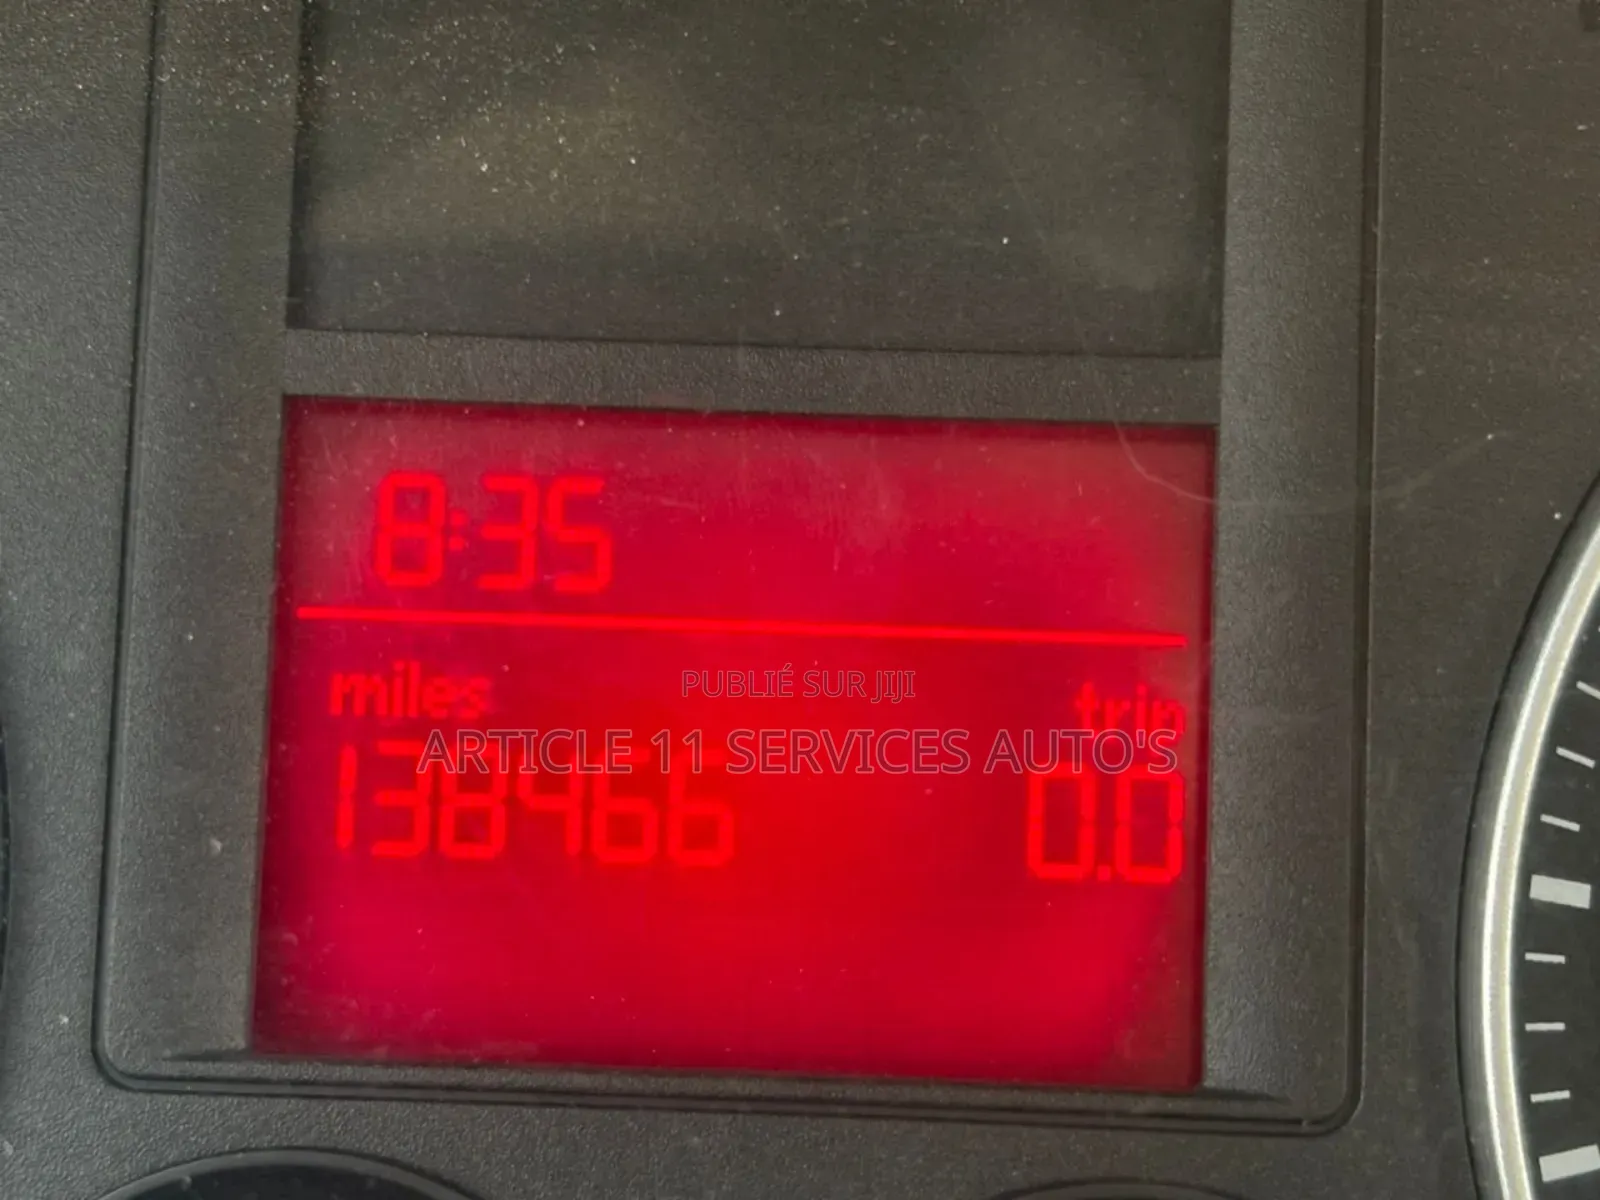 8:35
miles
PUBLIÉ SUR JIJI
trip
ARTICLE 11 SERVICES AUTO'S
138466
0.0